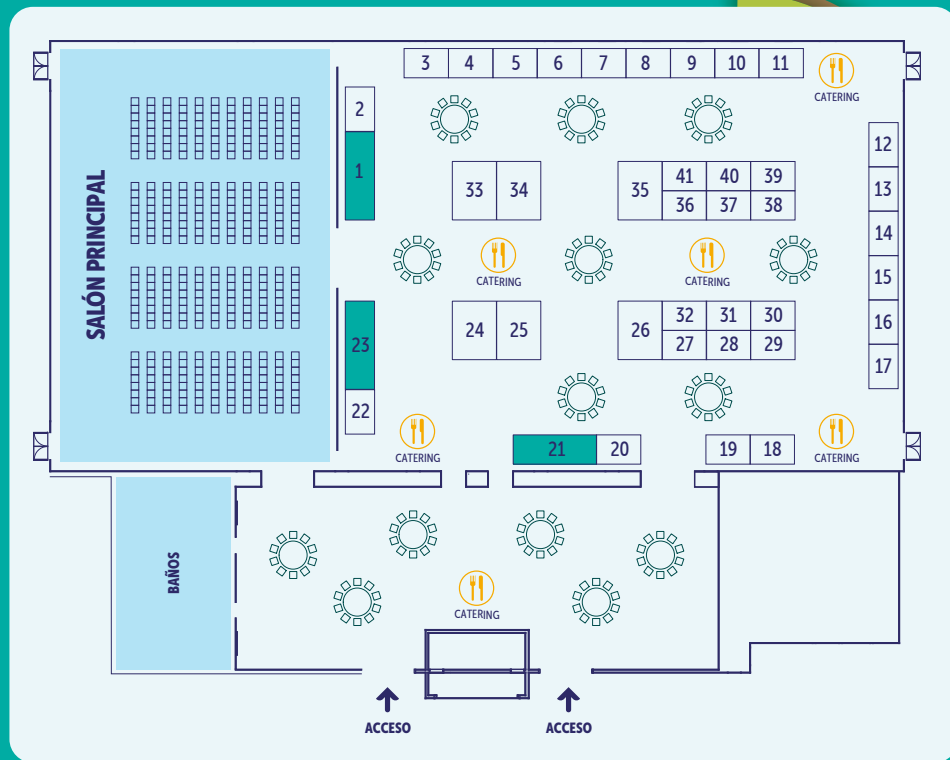 3 4 5 6 7 8 9 10 11
CATERING
2
1
12
13
14
15
16
17
SALÓN PRINCIPAL
33 34
35
41 40 39
36 37 38
CATERING
CATERING
23
22
24 25
26
32 31 30
27 28 29
CATERING
21 20
19 18
CATERING
BAÑOS
CATERING
ACCESO
ACCESO